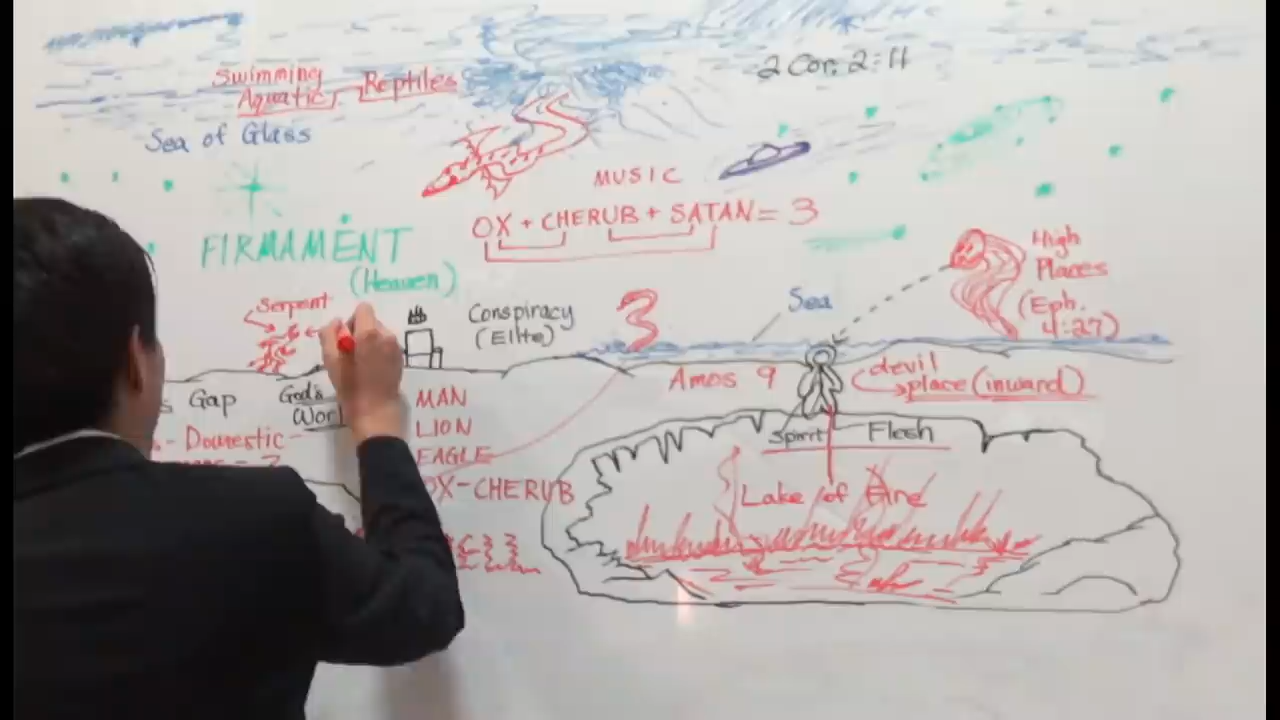 2 Cor. 2:11
Swimming
Aquatic, Reptiles
Sea of Glass
MUSIC
OX + CHERUB + SATAN = 3
FIRMAMENT
(Heaven)
High
Places
(Eph.
4:27)
Serpent
Conspiracy
(Elite)
3
Sea
God's
Gap
Amos 9
devil
place (inward)
MAN
LION
EAGLE
OX-CHERUB
- Domestic -
Spirit
Flesh
Lake of Fire